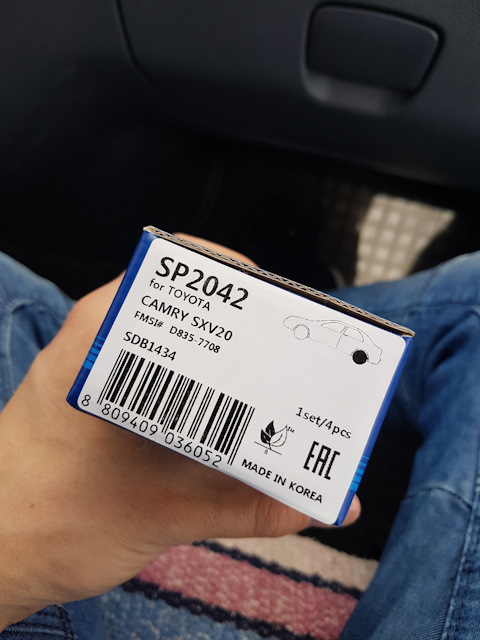 SP2042
for TOYOTA
CAMRY SXV20
FMSI# D835-7708
SDB1434
8 809409 036052
1set/4pcs
EAC
MADE IN KOREA